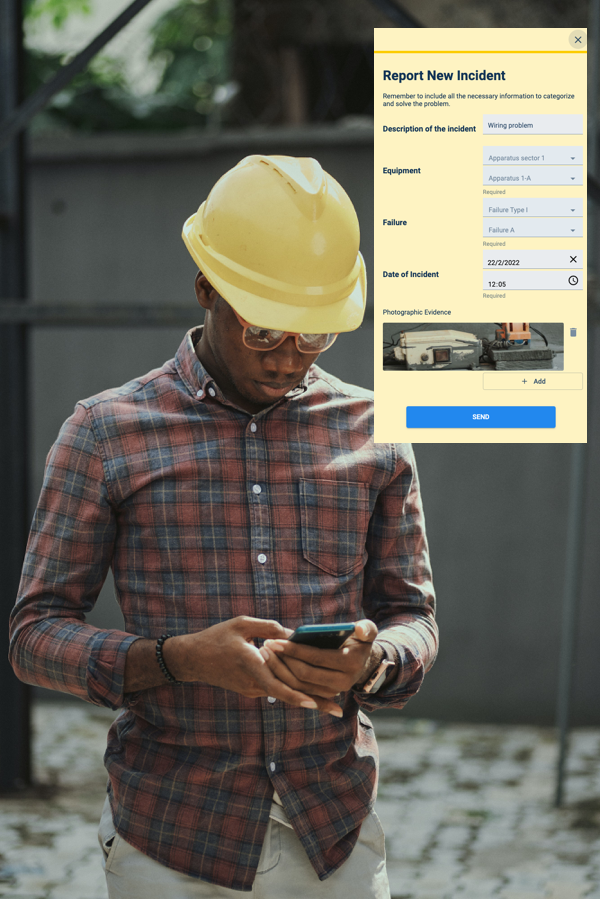 Report New Incident
Remember to include all the necessary information to categorize
and solve the problem.
Description of the incident
Wiring problem
Equipment
Apparatus sector 1
Apparatus 1-A
Required
Failure
Failure Type I
Failure A
Required
Date of Incident
22/2/2022
12:05
Required
Photographic Evidence
+ Add
SEND